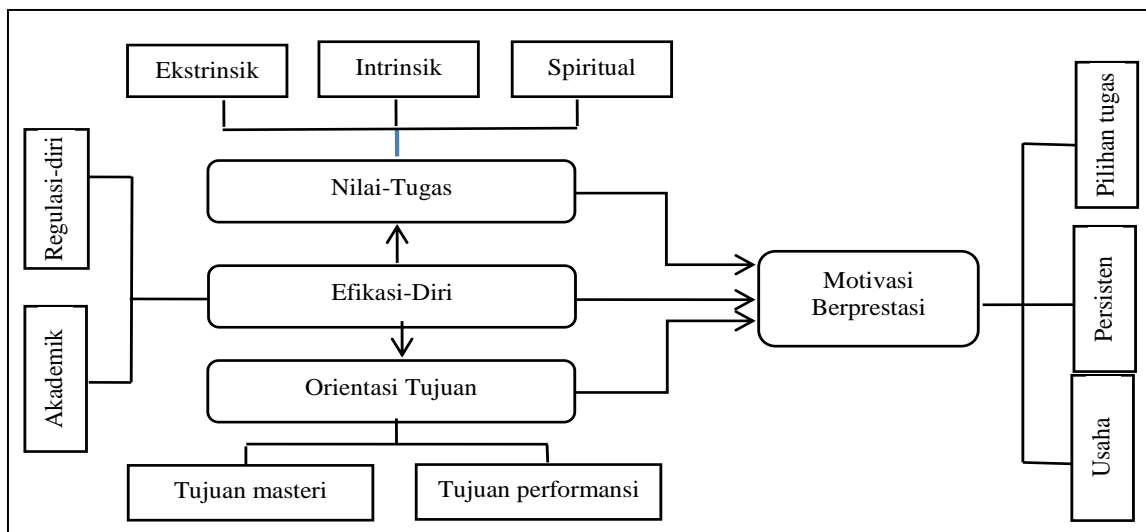 Ekstrinsik
Intrinsik
Spiritual
Regulasi-diri
Akademik
Nilai-Tugas
Efikasi-Diri
Orientasi Tujuan
Tujuan masteri
Tujuan performansi
Motivasi
Berprestasi
Pilihan tugas
Persisten
Usaha